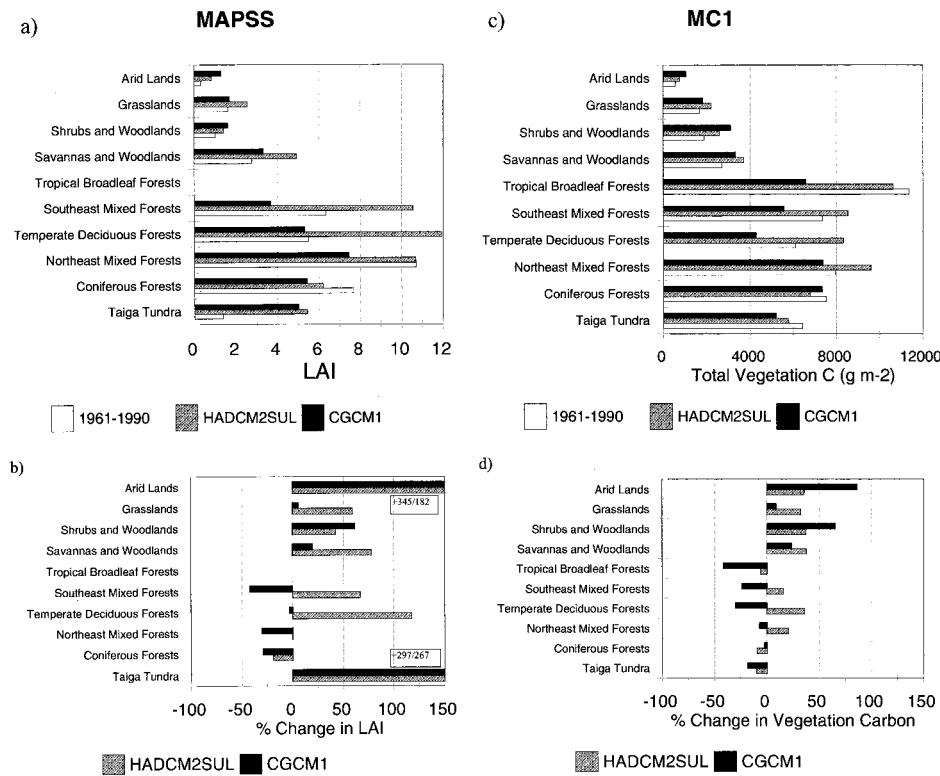 MAPSS
a)
Arid Lands
Grasslands
Shrubs and Woodlands
Savannas and Woodlands
Tropical Broadleaf Forests
Southeast Mixed Forests
Temperate Deciduous Forests
Northeast Mixed Forests
Coniferous Forests
Taiga Tundra
0 2 4 6 8 10 12
LAI
1961-1990 HADCM2SUL CGCM1
b)
Arid Lands
Grasslands
Shrubs and Woodlands
Savannas and Woodlands
Tropical Broadleaf Forests
Southeast Mixed Forests
Temperate Deciduous Forests
Northeast Mixed Forests
Coniferous Forests
Taiga Tundra
+345/182
+297/267
-100 -50 0 50 100 150
% Change in LAI
HADCM2SUL CGCM1
MC1
c)
Arid Lands
Grasslands
Shrubs and Woodlands
Savannas and Woodlands
Tropical Broadleaf Forests
Southeast Mixed Forests
Temperate Deciduous Forests
Northeast Mixed Forests
Coniferous Forests
Taiga Tundra
0 4000 8000 12000
Total Vegetation C (g m-2)
1961-1990 HADCM2SUL CGCM1
d)
Arid Lands
Grasslands
Shrubs and Woodlands
Savannas and Woodlands
Tropical Broadleaf Forests
Southeast Mixed Forests
Temperate Deciduous Forests
Northeast Mixed Forests
Coniferous Forests
Taiga Tundra
-100 -50 0 50 100 150
% Change in Vegetation Carbon
HADCM2SUL CGCM1